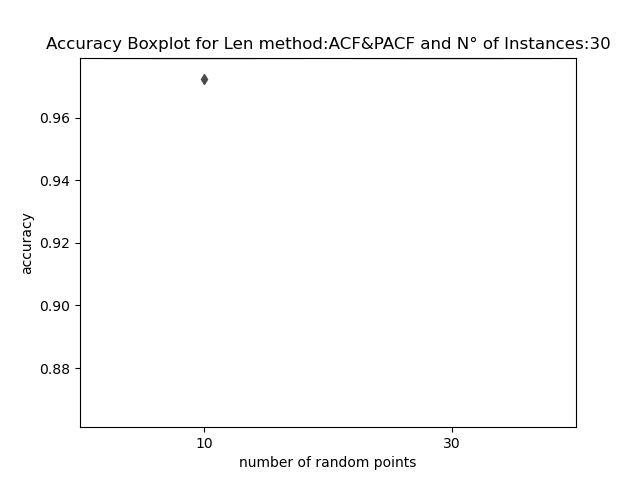 Accuracy Boxplot for Len method:ACF&PACF and N° of Instances:30
0.96
0.94
0.92
0.90
0.88
accuracy
10
30
number of random points